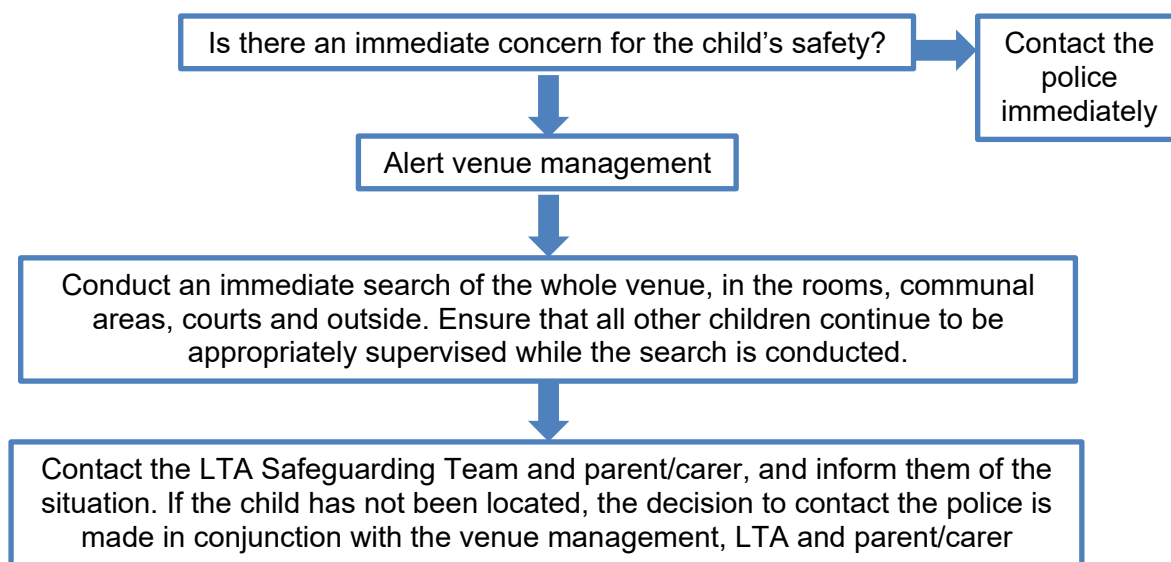 Is there an immediate concern for the child’s safety?
Contact the
police
immediately
Alert venue management
Conduct an immediate search of the whole venue, in the rooms, communal
areas, courts and outside. Ensure that all other children continue to be
appropriately supervised while the search is conducted.
Contact the LTA Safeguarding Team and parent/carer, and inform them of the
situation. If the child has not been located, the decision to contact the police is
made in conjunction with the venue management, LTA and parent/carer